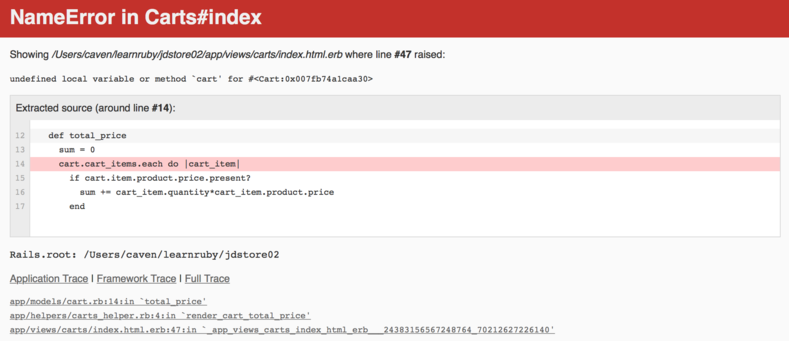 NameError in Carts#index
Showing /Users/caven/learnruby/jdstore02/app/views/carts/index.html.erb where line #47 raised:
undefined local variable or method `cart' for #<Cart:0x007fb74a1caa30>
Extracted source (around line #14):
12 def total_price
13 sum = 0
14 cart.cart_items.each do |cart_item|
15 if cart.item.product.price.present?
16 sum += cart_item.quantity*cart_item.product.price
17 end
Rails.root: /Users/caven/learnruby/jdstore02
Application Trace | Framework Trace | Full Trace
app/models/cart.rb:14:in `total_price'
app/helpers/carts_helper.rb:4:in `render_cart_total_price'
app/views/carts/index.html.erb:47:in `_app_views_carts_index_html_erb___24383156567248764_70212627226140'